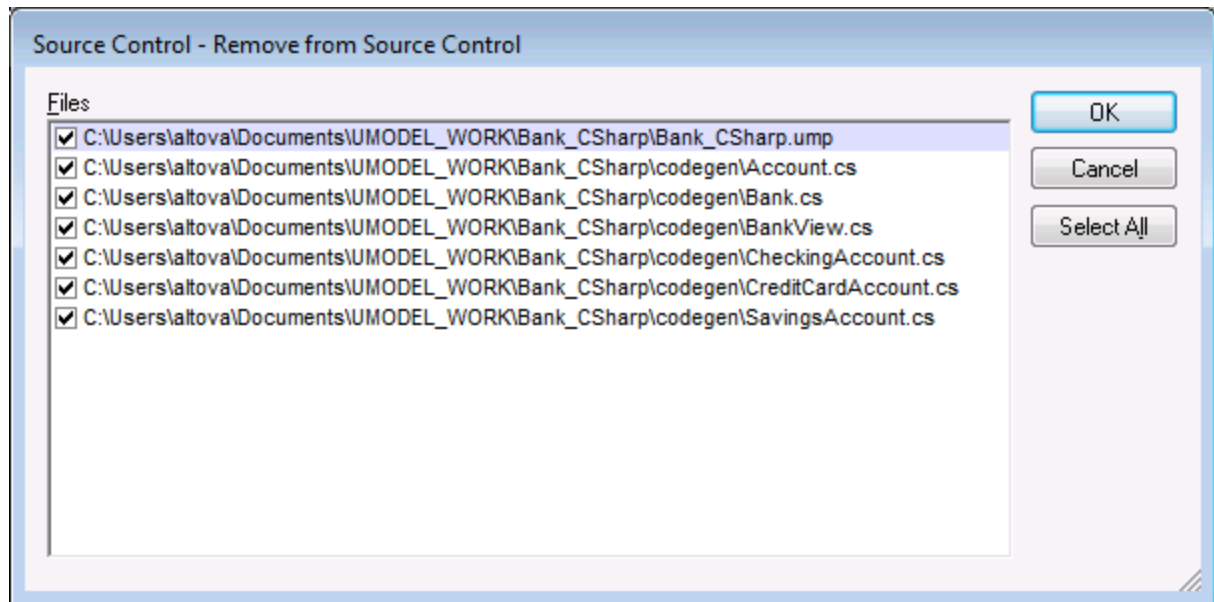 Source Control - Remove from Source Control
Files
OK
C:\Users\altova\Documents\UMODEL_WORK\Bank_CSharp\Bank_CSharp.ump
C:\Users\altova\Documents\UMODEL_WORK\Bank_CSharp\codegen\Account.cs
Cancel
C:\Users\altova\Documents\UMODEL_WORK\Bank_CSharp\codegen\Bank.cs
C:\Users\altova\Documents\UMODEL_WORK\Bank_CSharp\codegen\BankView.cs
Select All
C:\Users\altova\Documents\UMODEL_WORK\Bank_CSharp\codegen\CheckingAccount.cs
C:\Users\altova\Documents\UMODEL_WORK\Bank_CSharp\codegen\CreditCardAccount.cs
C:\Users\altova\Documents\UMODEL_WORK\Bank_CSharp\codegen\SavingsAccount.cs